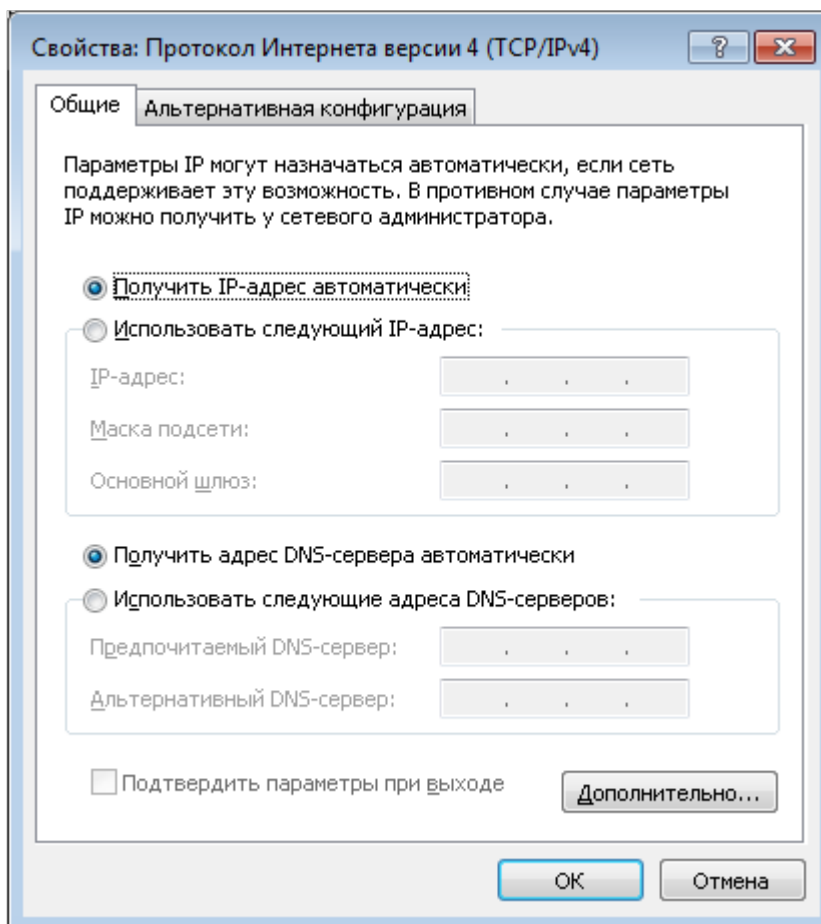 Свойства: Протокол Интернета версии 4 (TCP/IPv4)
?
Общие
Альтернативная конфигурация
Параметры IP могут назначаться автоматически, если сеть
поддерживает эту возможность. В противном случае параметры
IP можно получить у сетевого администратора.
Получить IP-адрес автоматически
Использовать следующий IP-адрес:
IP-адрес:
Маска подсети:
Основной шлюз:
Получить адрес DNS-сервера автоматически
Использовать следующие адреса DNS-серверов:
Предпочитаемый DNS-сервер:
Альтернативный DNS-сервер:
Подтвердить параметры при выходе
Дополнительно...
ОК
Отмена